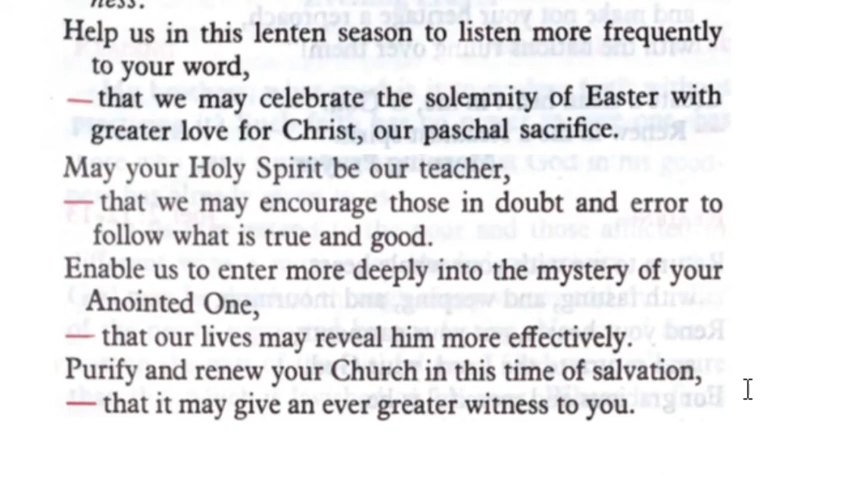 ness.
Help us in this lenten season to listen more frequently
to your word,
— that we may celebrate the solemnity of Easter with
greater love for Christ, our paschal sacrifice.
May your Holy Spirit be our teacher,
— that we may encourage those in doubt and error to
follow what is true and good.
Enable us to enter more deeply into the mystery of your
Anointed One,
— that our lives may reveal him more effectively.
Purify and renew your Church in this time of salvation,
— that it may give an ever greater witness to you.